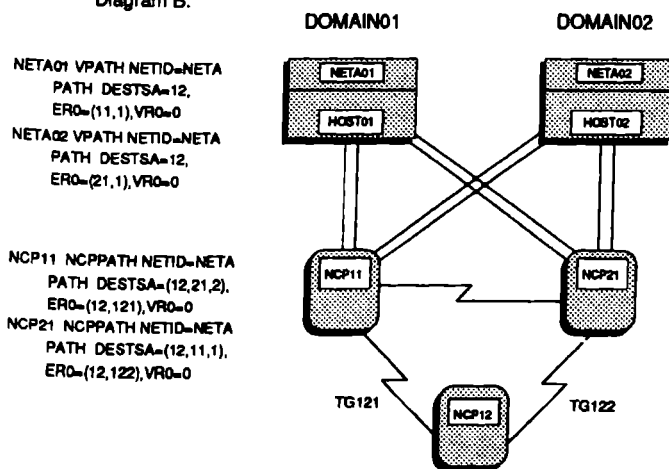 Diagram B.
DOMAIN01
DOMAIN02
NETA01 VPATH NETID=NETA
PATH DESTSA=12,
ER0=(11,1),VR0=0
NETA02 VPATH NETID=NETA
PATH DESTSA=12,
ER0=(21,1),VR0=0
NCP11 NCPPATH NETID=NETA
PATH DESTSA=(12,21,2),
ER0=(12,121),VR0=0
NCP21 NCPPATH NETID=NETA
PATH DESTSA=(12,11,1),
ER0=(12,122),VR0=0
NETA01
HOST01
NETA02
HOST02
NCP11
NCP21
TG121
TG122
NCP12